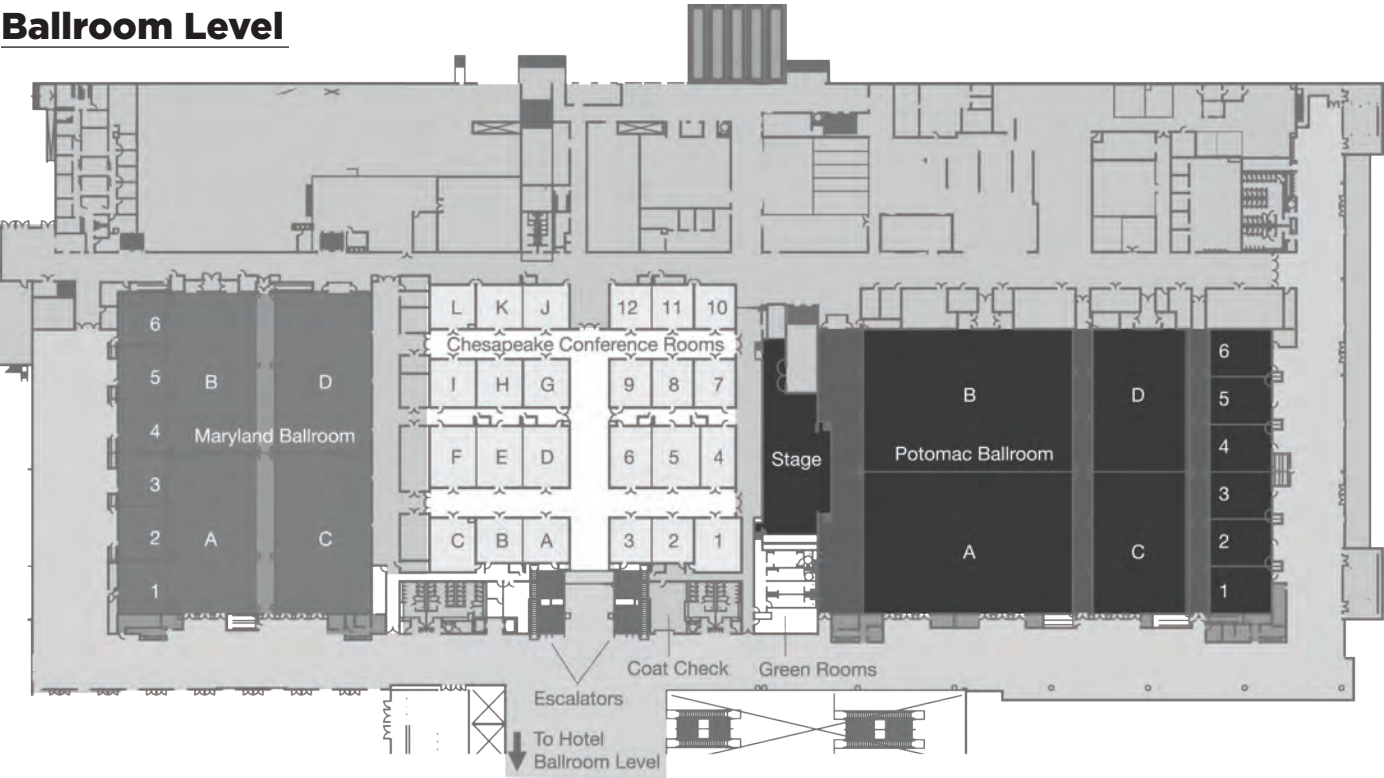 Ballroom Level
L K J 12 11 10
Chesapeake Conference Rooms
6
5 B D
4
Maryland Ballroom
3
2 A C
1
I H G 9 8 7
F E D 6 5 4
C B A 3 2 1
Stage
B D
Potomac Ballroom
A C
6
5
4
3
2
1
Coat Check
Green Rooms
Escalators
To Hotel
Ballroom Level